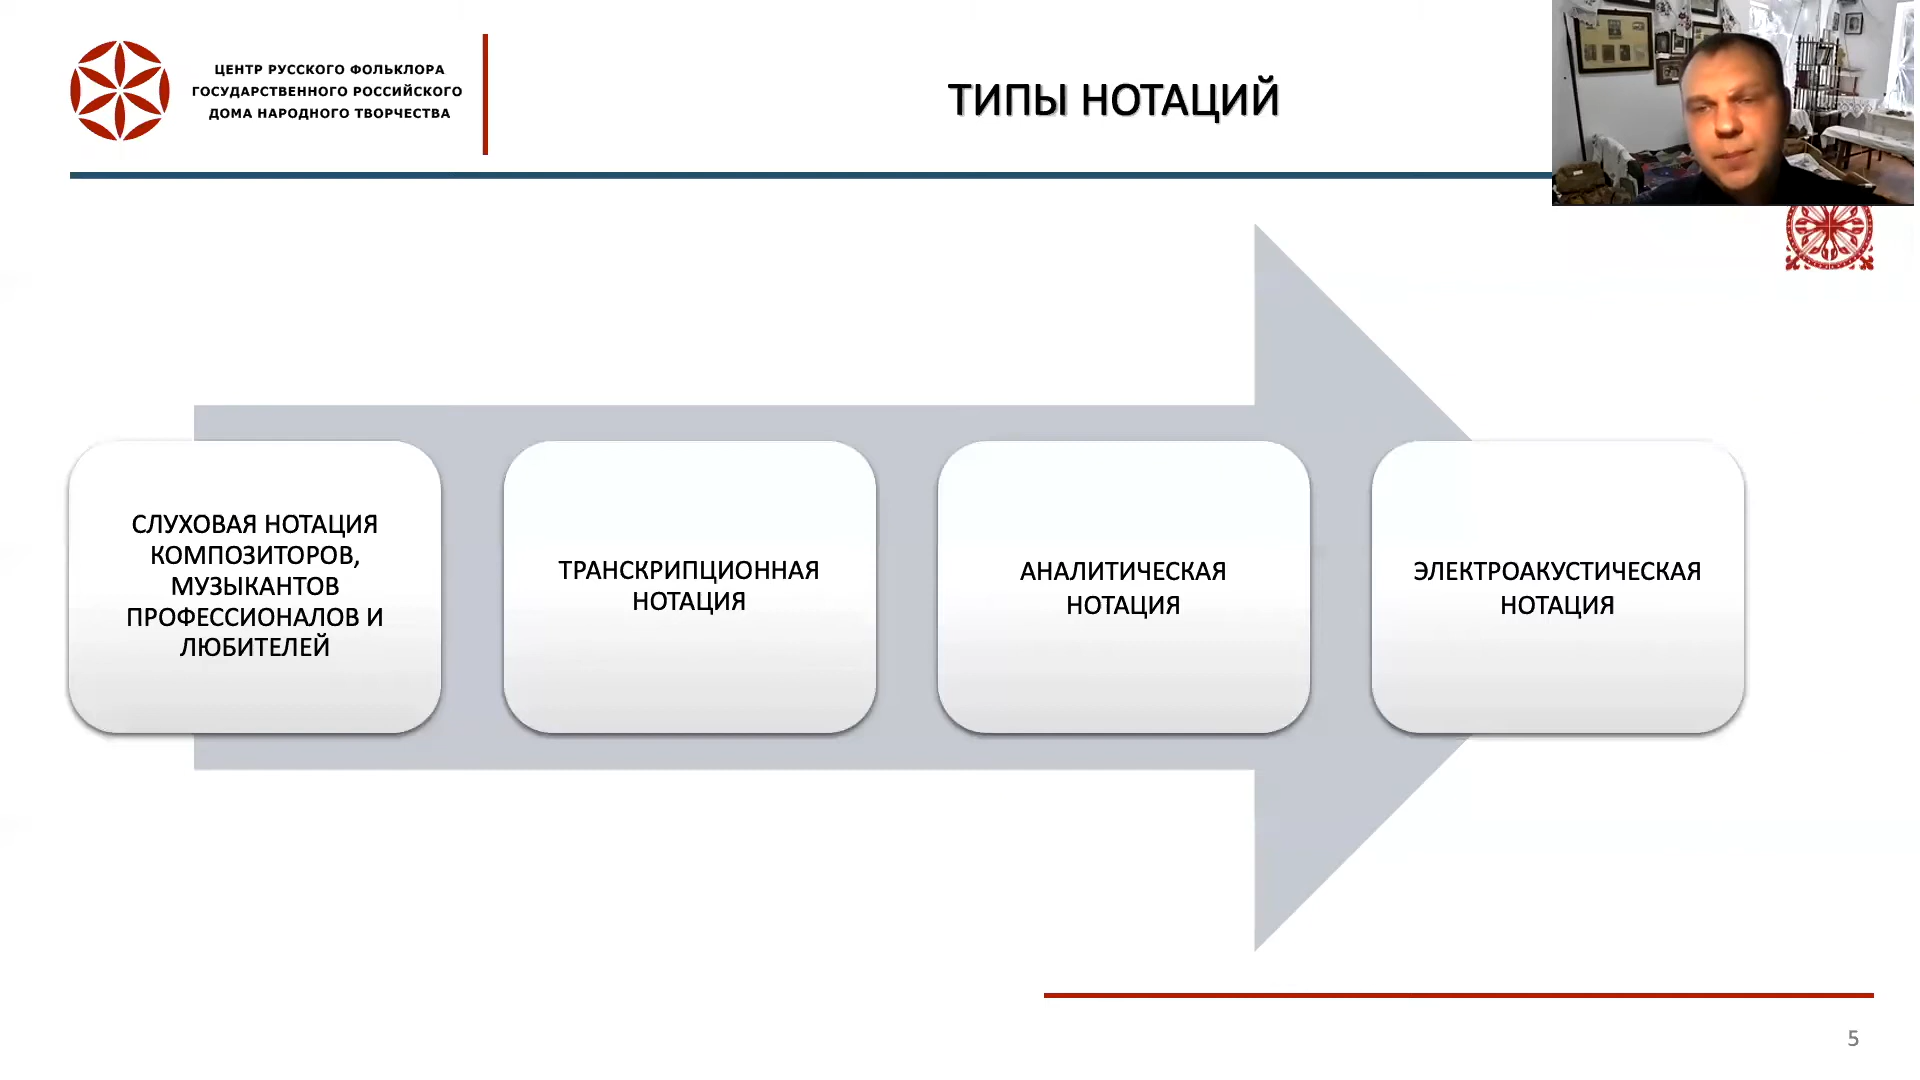 ЦЕНТР РУССКОГО ФОЛЬКЛОРА
ГОСУДАРСТВЕННОГО РОССИЙСКОГО
ДОМА НАРОДНОГО ТВОРЧЕСТВА
ТИПЫ НОТАЦИЙ
СЛУХОВАЯ НОТАЦИЯ
КОМПОЗИТОРОВ,
МУЗЫКАНТОВ
ПРОФЕССИОНАЛОВ И
ЛЮБИТЕЛЕЙ
ТРАНСКРИПЦИОННАЯ
НОТАЦИЯ
АНАЛИТИЧЕСКАЯ
НОТАЦИЯ
ЭЛЕКТРОАКУСТИЧЕСКАЯ
НОТАЦИЯ
5